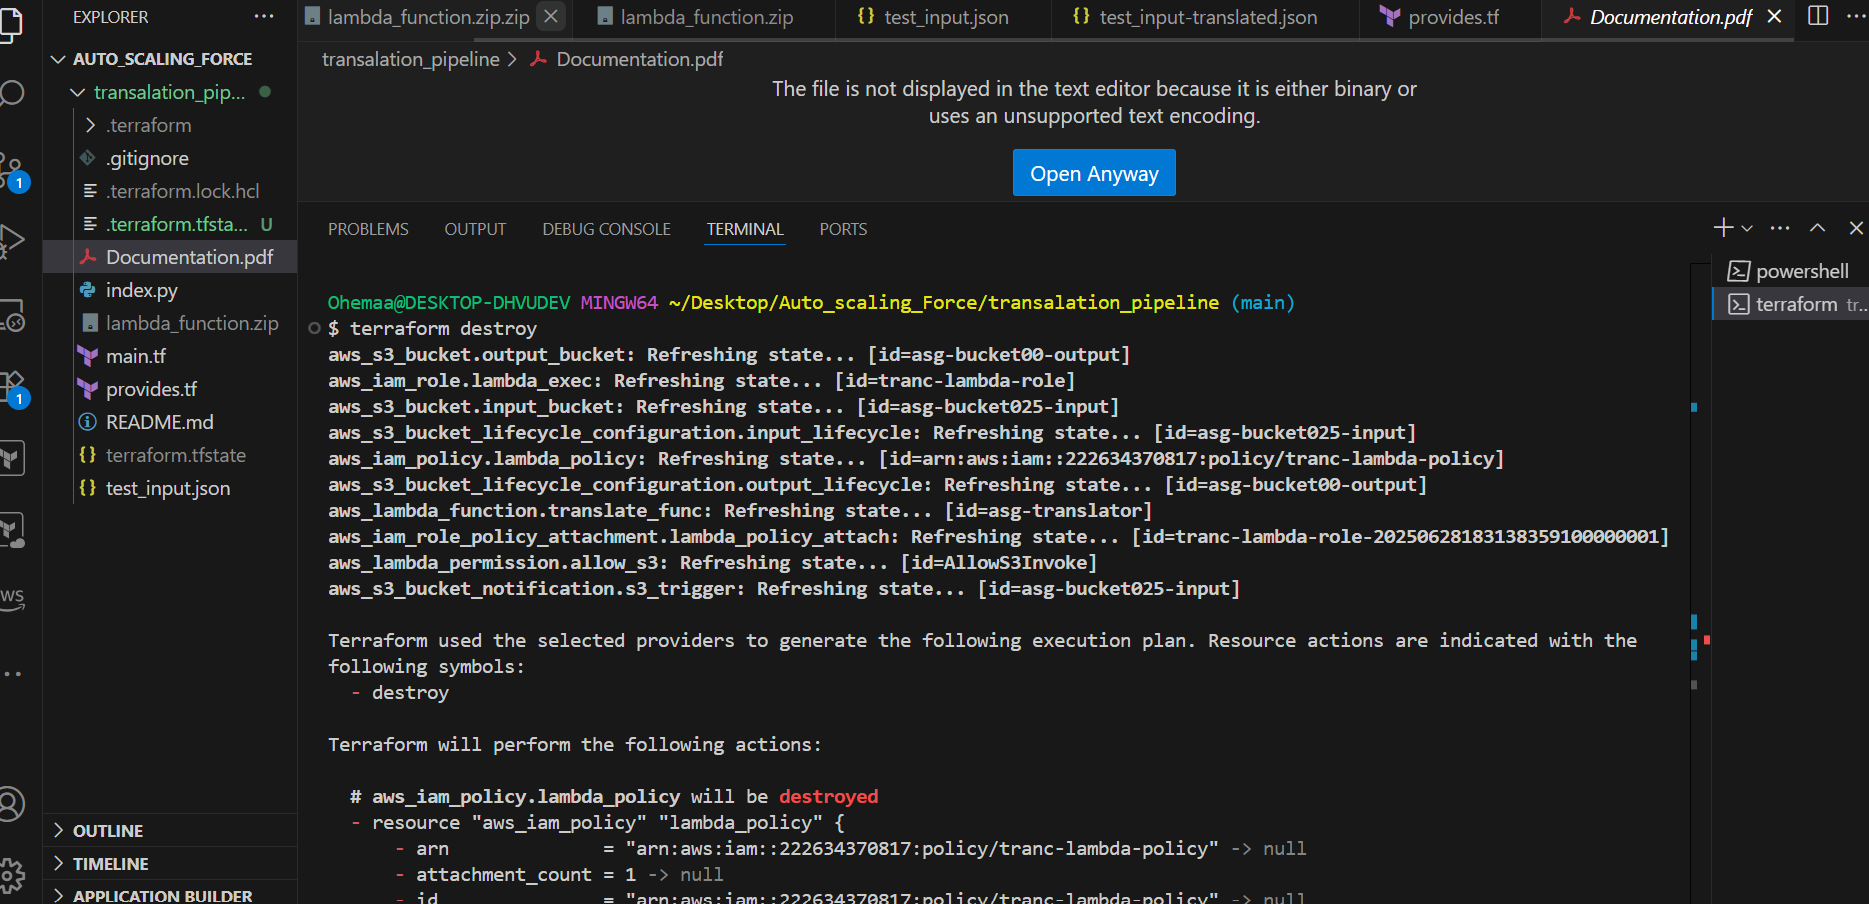 EXPLORER
AUTO_SCALING_FORCE
transalation_pip...
.terraform
.gitignore
.terraform.lock.hcl
.terraform.tfsta... U
Documentation.pdf
index.py
lambda_function.zip
main.tf
provides.tf
README.md
terraform.tfstate
test_input.json
OUTLINE
TIMELINE
APPLICATION BUILDER
1
1
lambda_function.zip.zip
lambda_function.zip
test_input.json
test_input-translated.json
provides.tf
Documentation.pdf
transalation_pipeline > Documentation.pdf
The file is not displayed in the text editor because it is either binary or
uses an unsupported text encoding.
Open Anyway
PROBLEMS OUTPUT DEBUG CONSOLE TERMINAL PORTS
powershell
terraform tr...
Ohemaa@DESKTOP-DHVUDEV MINGW64 ~/Desktop/Auto_scaling_Force/transalation_pipeline (main)
$ terraform destroy
aws_s3_bucket.output_bucket: Refreshing state... [id=asg-bucket00-output]
aws_iam_role.lambda_exec: Refreshing state... [id=tranc-lambda-role]
aws_s3_bucket.input_bucket: Refreshing state... [id=asg-bucket025-input]
aws_s3_bucket_lifecycle_configuration.input_lifecycle: Refreshing state... [id=asg-bucket025-input]
aws_iam_policy.lambda_policy: Refreshing state... [id=arn:aws:iam::222634370817:policy/tranc-lambda-policy]
aws_s3_bucket_lifecycle_configuration.output_lifecycle: Refreshing state... [id=asg-bucket00-output]
aws_lambda_function.translate_func: Refreshing state... [id=asg-translator]
aws_iam_role_policy_attachment.lambda_policy_attach: Refreshing state... [id=tranc-lambda-role-20250628183138359100000001]
aws_lambda_permission.allow_s3: Refreshing state... [id=AllowS3Invoke]
aws_s3_bucket_notification.s3_trigger: Refreshing state... [id=asg-bucket025-input]
Terraform used the selected providers to generate the following execution plan. Resource actions are indicated with the
following symbols:
- destroy
Terraform will perform the following actions:
# aws_iam_policy.lambda_policy will be destroyed
- resource "aws_iam_policy" "lambda_policy" {
- arn = "arn:aws:iam::222634370817:policy/tranc-lambda-policy" -> null
- attachment_count = 1 -> null
- id = "arn:aws:iam::222634370817:policy/tranc-lambda-policy" -> null